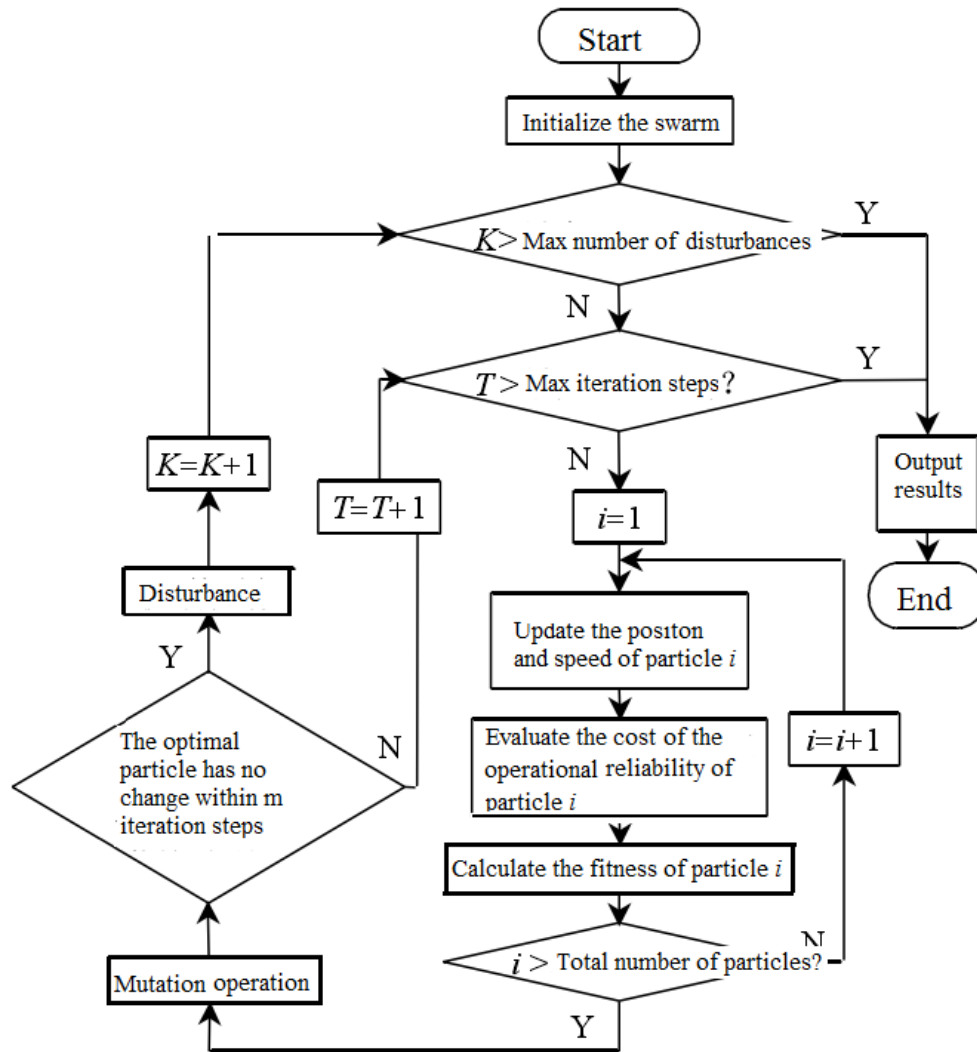 Start
Initialize the swarm
K> Max number of disturbances
Y
N
T > Max iteration steps?
Y
N
i=1
Output
results
End
K=K+1
T=T+1
Disturbance
Y
The optimal
particle has no
change within m
iteration steps
N
Update the positon
and speed of particle i
Evaluate the cost of the
operational reliability of
particle i
i=i+1
Calculate the fitness of particle i
i > Total number of particles?
N
Y
Mutation operation